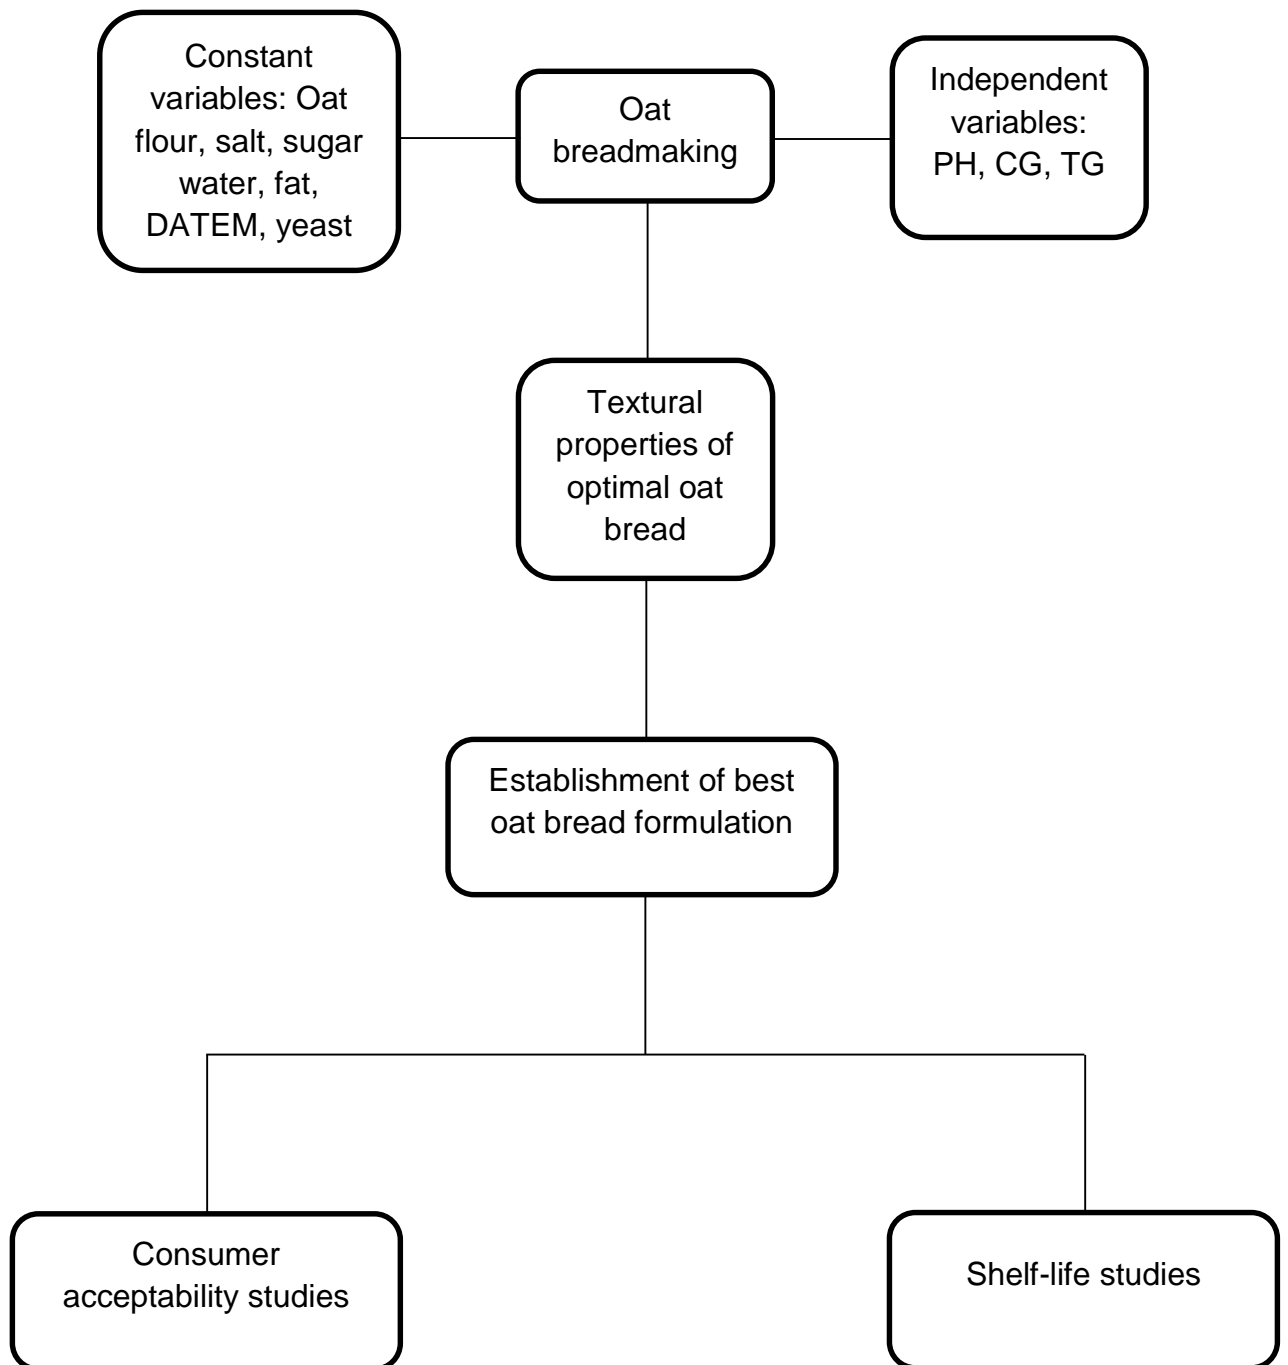 Constant
variables: Oat
flour, salt, sugar
water, fat,
DATEM, yeast
Oat
breadmaking
Independent
variables:
PH, CG, TG
Textural
properties of
optimal oat
bread
Establishment of best
oat bread formulation
Consumer
acceptability studies
Shelf-life studies